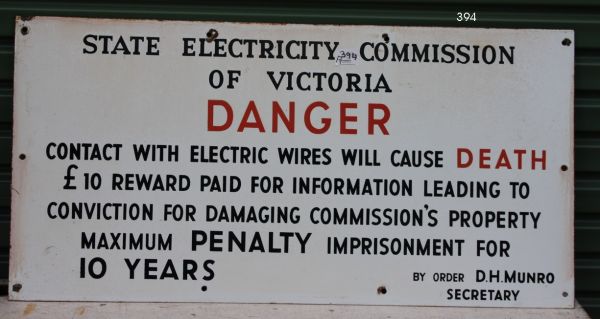 394
STATE ELECTRICITY COMMISSION
394
OF VICTORIA
DANGER
CONTACT WITH ELECTRIC WIRES WILL CAUSE DEATH
£10 REWARD PAID FOR INFORMATION LEADING TO
CONVICTION FOR DAMAGING COMMISSION'S PROPERTY
MAXIMUM PENALTY IMPRISONMENT FOR
10 YEARS
BY ORDER D.H.MUNRO
SECRETARY